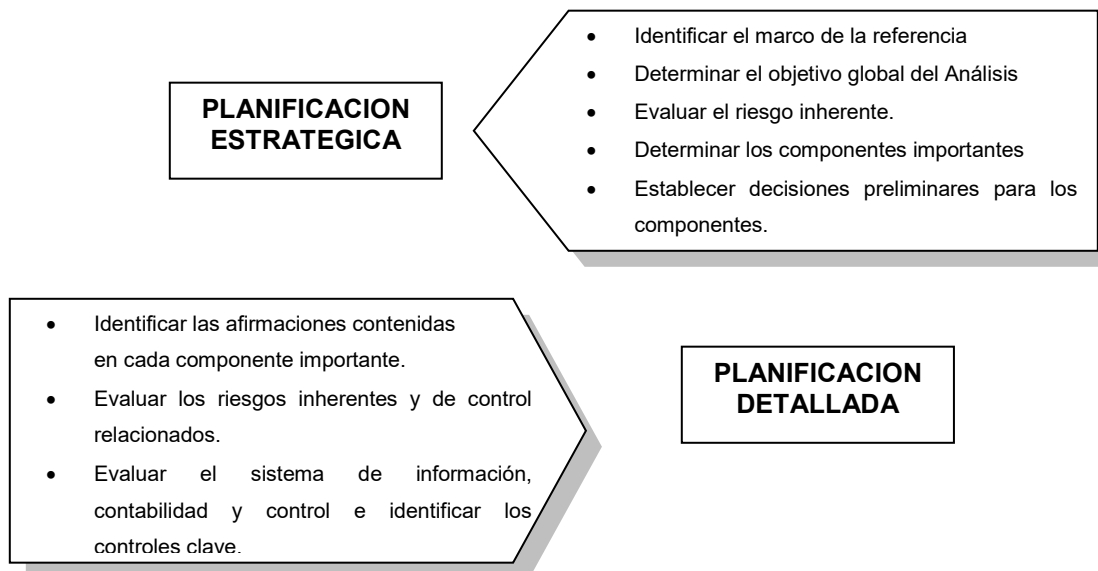 PLANIFICACION
ESTRATEGICA
• Identificar el marco de la referencia
• Determinar el objetivo global del Análisis
• Evaluar el riesgo inherente.
• Determinar los componentes importantes
• Establecer decisiones preliminares para los
componentes.
• Identificar las afirmaciones contenidas
en cada componente importante.
• Evaluar los riesgos inherentes y de control
relacionados.
• Evaluar el sistema de información,
contabilidad y control e identificar los
controles clave.
PLANIFICACION
DETALLADA